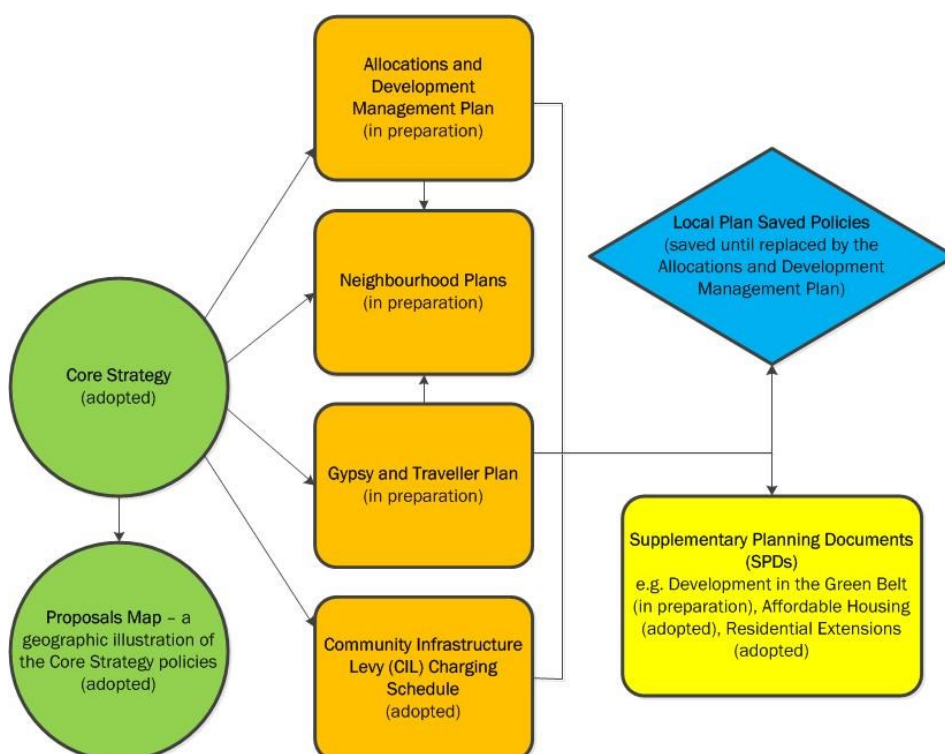 Allocations and
Development
Management Plan
(in preparation)
Neighbourhood Plans
(in preparation)
Local Plan Saved Policies
(saved until replaced by the
Allocations and Development
Management Plan)
Core Strategy
(adopted)
Gypsy and Traveller Plan
(in preparation)
Supplementary Planning Documents
(SPDs)
e.g. Development in the Green Belt
(in preparation), Affordable Housing
(adopted), Residential Extensions
(adopted)
Proposals Map – a
geographic illustration of
the Core Strategy policies
(adopted)
Community Infrastructure
Levy (CIL) Charging
Schedule
(adopted)